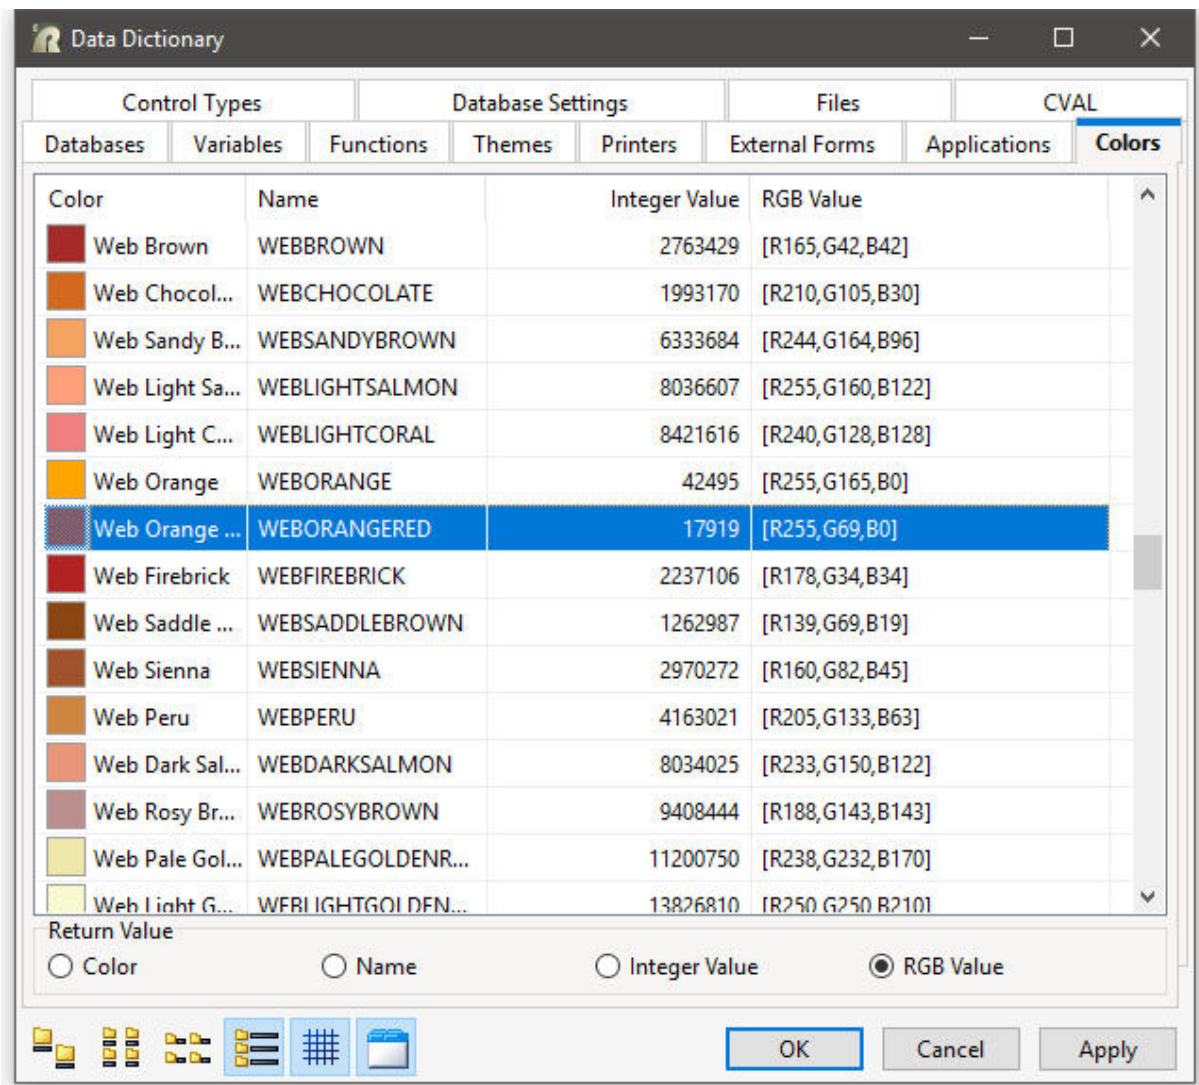 Data Dictionary
Control Types Database Settings Files CVAL
Databases Variables Functions Themes Printers External Forms Applications Colors
Color Name Integer Value RGB Value
Web Brown WEBBROWN 2763429 [R165,G42,B42]
Web Chocol... WEBCHOCOLATE 1993170 [R210,G105,B30]
Web Sandy B... WEBSANDYBROWN 6333684 [R244,G164,B96]
Web Light Sa... WEBLIGHTSALMON 8036607 [R255,G160,B122]
Web Light C... WEBLIGHTCORAL 8421616 [R240,G128,B128]
Web Orange WEBORANGE 42495 [R255,G165,B0]
Web Orange ... WEBORANGERED 17919 [R255,G69,B0]
Web Firebrick WEBFIREBRICK 2237106 [R178,G34,B34]
Web Saddle ... WEBSADDLEBROWN 1262987 [R139,G69,B19]
Web Sienna WEBSIENNA 2970272 [R160,G82,B45]
Web Peru WEBPERU 4163021 [R205,G133,B63]
Web Dark Sal... WEBDARKSALMON 8034025 [R233,G150,B122]
Web Rosy Br... WEBROSYBROWN 9408444 [R188,G143,B143]
Web Pale Gol... WEBPALEGOLDENR... 11200750 [R238,G232,B170]
Web Light G... WEBLIGHTGOLDEN... 13826810 [R250,G250,B210]
Return Value
Color Name Integer Value RGB Value
OK Cancel Apply